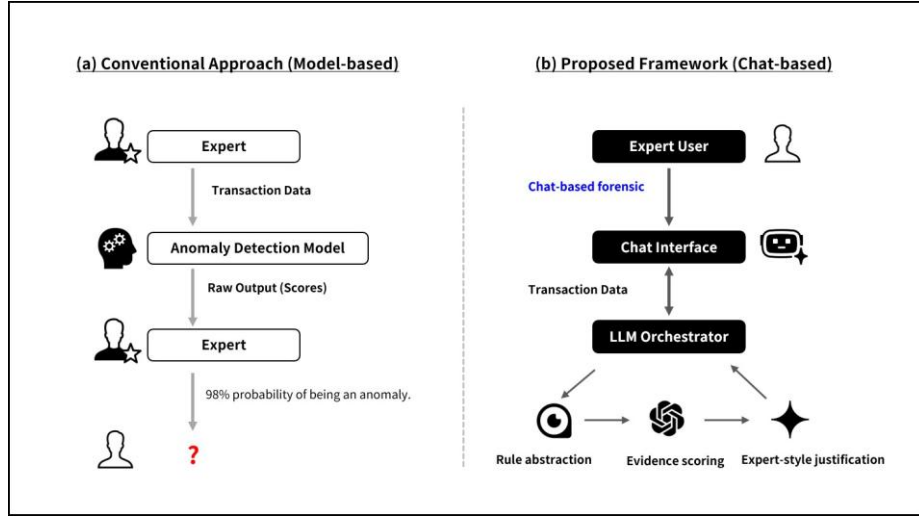 (a) Conventional Approach (Model-based)
Expert
Transaction Data
Anomaly Detection Model
Raw Output (Scores)
Expert
98% probability of being an anomaly.
?
(b) Proposed Framework (Chat-based)
Expert User
Chat-based forensic
Chat Interface
Transaction Data
LLM Orchestrator
Rule abstraction
Evidence scoring
Expert-style justification